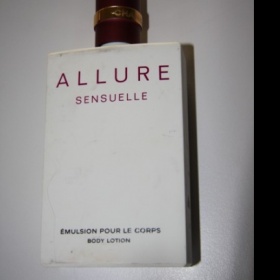 ALLURE
SENSUELLE
ÉMULSION POUR LE CORPS
BODY LOTION